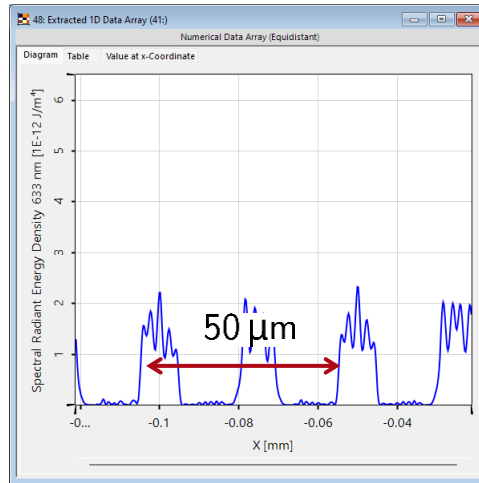 48: Extracted 1D Data Array (41:)
Numerical Data Array (Equidistant)
Diagram Table Value at x-Coordinate
Spectral Radiant Energy Density 633 nm [1E-12 J/m⁴]
6
5
4
3
2
1
50 μm
-0... -0.1 -0.08 -0.06 -0.04
X [mm]